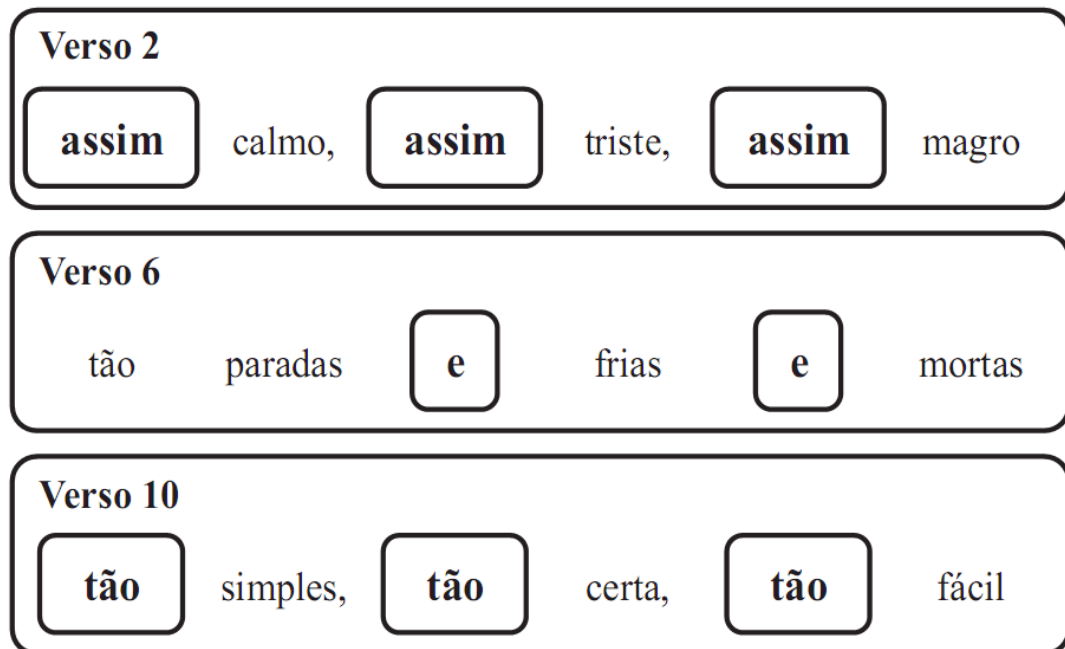 Verso 2
assim calmo, assim triste, assim magro
Verso 6
tão paradas e frias e mortas
Verso 10
tão simples, tão certa, tão fácil